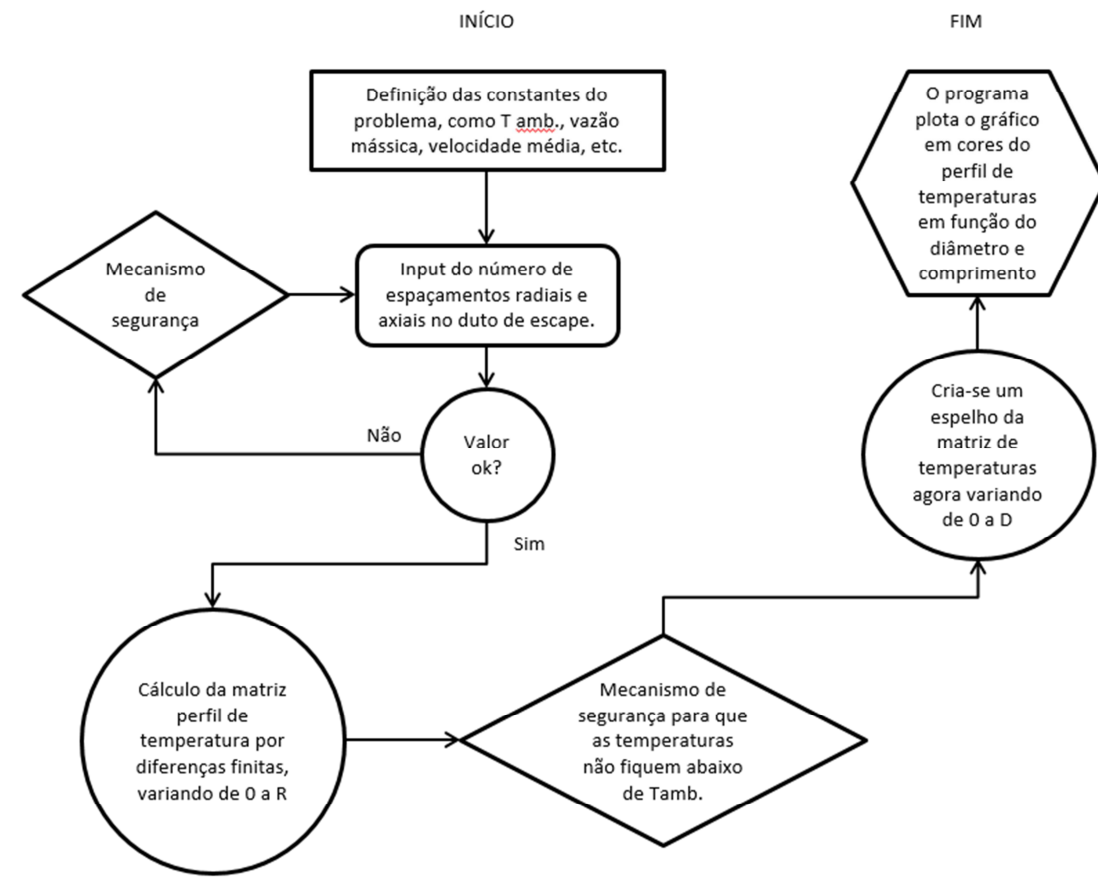 INÍCIO
Definição das constantes do
problema, como T amb., vazão
mássica, velocidade média, etc.
Mecanismo
de
segurança
Input do número de
espaçamentos radiais e
axiais no duto de escape.
Não
Valor
ok?
Sim
Cálculo da matriz
perfil de
temperatura por
diferenças finitas,
variando de 0 a R
Mecanismo de
segurança para que
as temperaturas
não fiquem abaixo
de Tamb.
Cria-se um
espelho da
matriz de
temperaturas
agora variando
de 0 a D
FIM
O programa
plota o gráfico
em cores do
perfil de
temperaturas
em função do
diâmetro e
comprimento